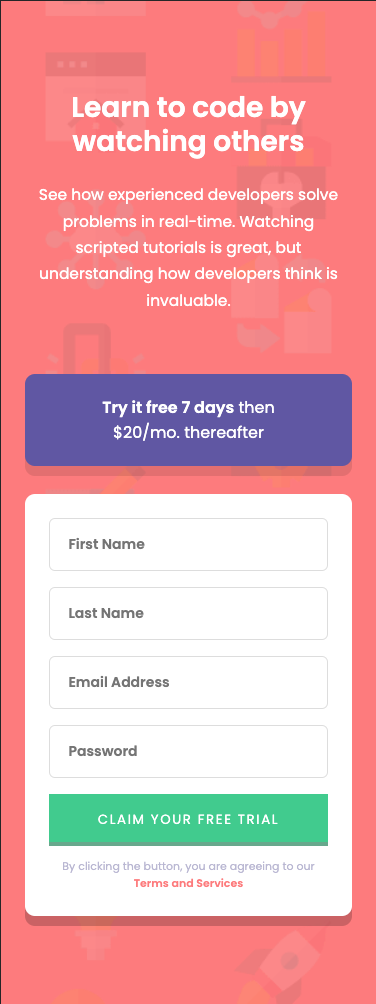 Learn to code by
watching others
See how experienced developers solve
problems in real-time. Watching
scripted tutorials is great, but
understanding how developers think is
invaluable.
Try it free 7 days then
$20/mo. thereafter
First Name
Last Name
Email Address
Password
CLAIM YOUR FREE TRIAL
By clicking the button, you are agreeing to our
Terms and Services